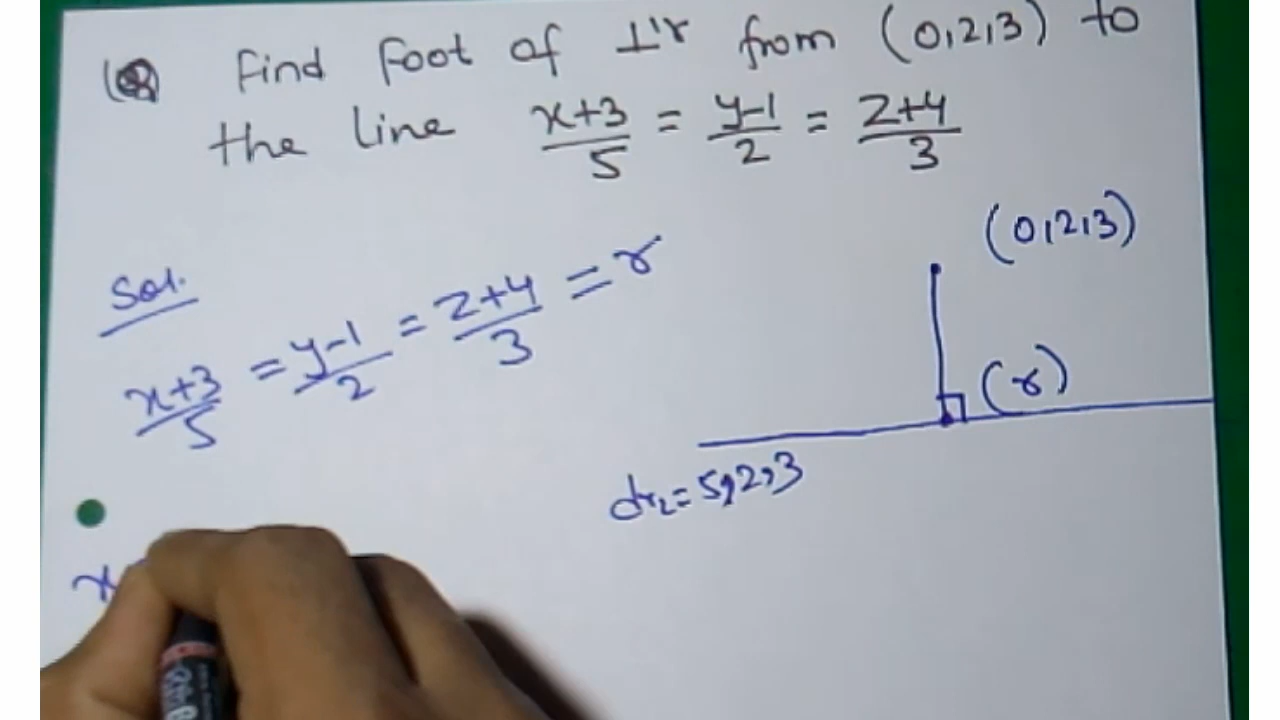 (Q) Find Foot of ⊥'r from (0,2,3) to
the line x+3/5 = y-1/2 = z+4/3
(0,2,3)
Sol.
x+3/5 = y-1/2 = z+4/3 = r
(r)
dr₂ = 5,2,3
x